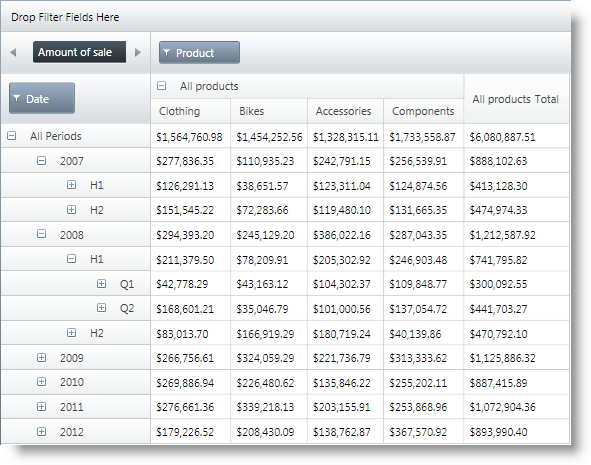 Drop Filter Fields Here
Amount of sale Product
All products
Date Clothing Bikes Accessories Components All products Total
All Periods $1,564,760.98 $1,454,252.56 $1,328,315.11 $1,733,558.87 $6,080,887.51
2007 $277,836.35 $110,935.23 $242,791.15 $256,539.91 $888,102.63
H1 $126,291.13 $38,651.57 $123,311.04 $124,874.56 $413,128.30
H2 $151,545.22 $72,283.66 $119,480.10 $131,665.35 $474,974.33
2008 $294,393.20 $245,129.20 $386,022.16 $287,043.35 $1,212,587.92
H1 $211,379.50 $78,209.91 $205,302.92 $246,903.48 $741,795.82
Q1 $42,778.29 $43,163.12 $104,302.37 $109,848.77 $300,092.55
Q2 $168,601.21 $35,046.79 $101,000.56 $137,054.72 $441,703.27
H2 $83,013.70 $166,919.29 $180,719.24 $40,139.86 $470,792.10
2009 $266,756.61 $324,059.29 $221,736.79 $313,333.62 $1,125,886.32
2010 $269,886.94 $226,480.62 $135,846.22 $255,202.11 $887,415.89
2011 $276,661.36 $339,218.13 $203,155.91 $253,868.96 $1,072,904.36
2012 $179,226.52 $208,430.09 $138,762.87 $367,570.92 $893,990.40